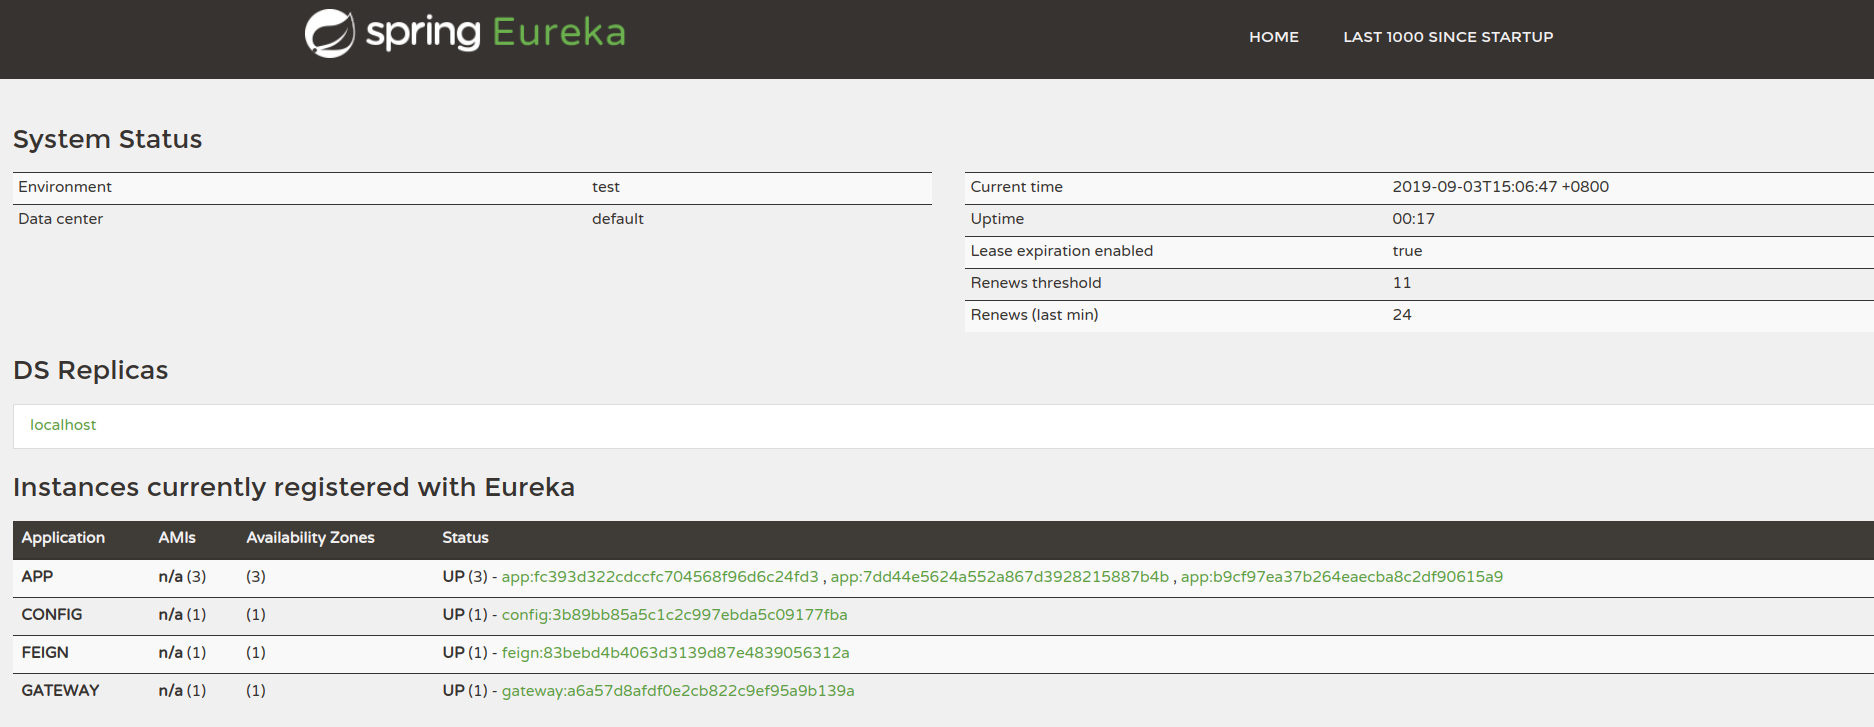 spring Eureka
HOME LAST 1000 SINCE STARTUP
System Status
Environment test
Data center default
Current time 2019-09-03T15:06:47 +0800
Uptime 00:17
Lease expiration enabled true
Renews threshold 11
Renews (last min) 24
DS Replicas
localhost
Instances currently registered with Eureka
Application AMIs Availability Zones Status
APP n/a (3) (3) UP (3) - app:fc393d322cdccfc704568f96d6c24fd3 , app:7dd44e5624a552a867d3928215887b4b , app:b9cf97ea37b264eaecba8c2df90615a9
CONFIG n/a (1) (1) UP (1) - config:3b89bb85a5c1c2c997ebda5c09177fba
FEIGN n/a (1) (1) UP (1) - feign:83bebd4b4063d3139d87e4839056312a
GATEWAY n/a (1) (1) UP (1) - gateway:a6a57d8afdf0e2cb822c9ef95a9b139a